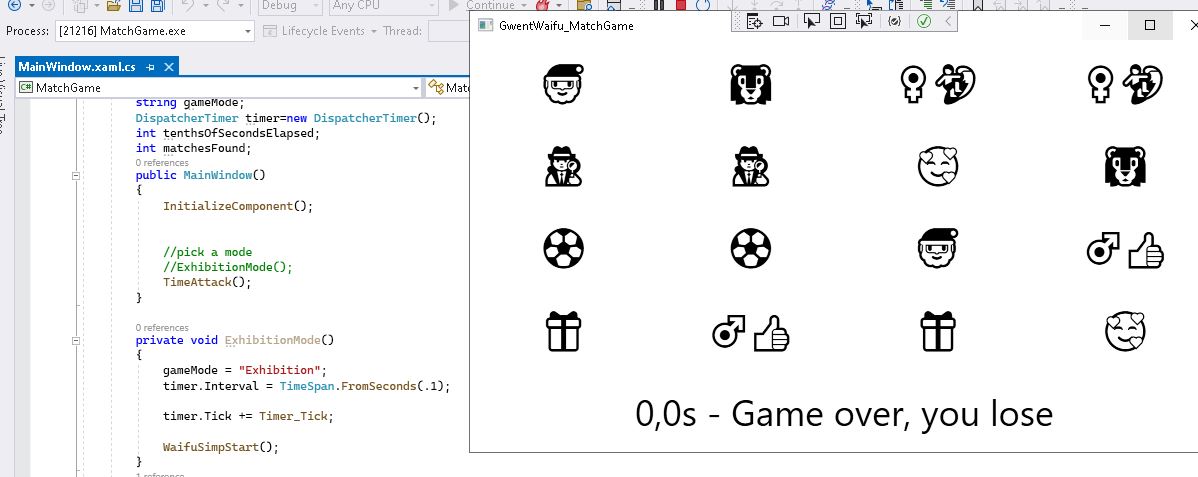 Debug
Any CPU
Continue
Process: [21216] MatchGame.exe
Lifecycle Events
Thread:
GwentWaifu_MatchGame
MainWindow.xaml.cs
C# MatchGame
string gameMode;
DispatcherTimer timer=new DispatcherTimer();
int tenthsOfSecondsElapsed;
int matchesFound;
0 references
public MainWindow()
{
InitializeComponent();
//pick a mode
//ExhibitionMode();
TimeAttack();
}
0 references
private void ExhibitionMode()
{
gameMode = "Exhibition";
timer.Interval = TimeSpan.FromSeconds(.1);
timer.Tick += Timer_Tick;
WaifuSimpStart();
}
1 reference
0,0s - Game over, you lose